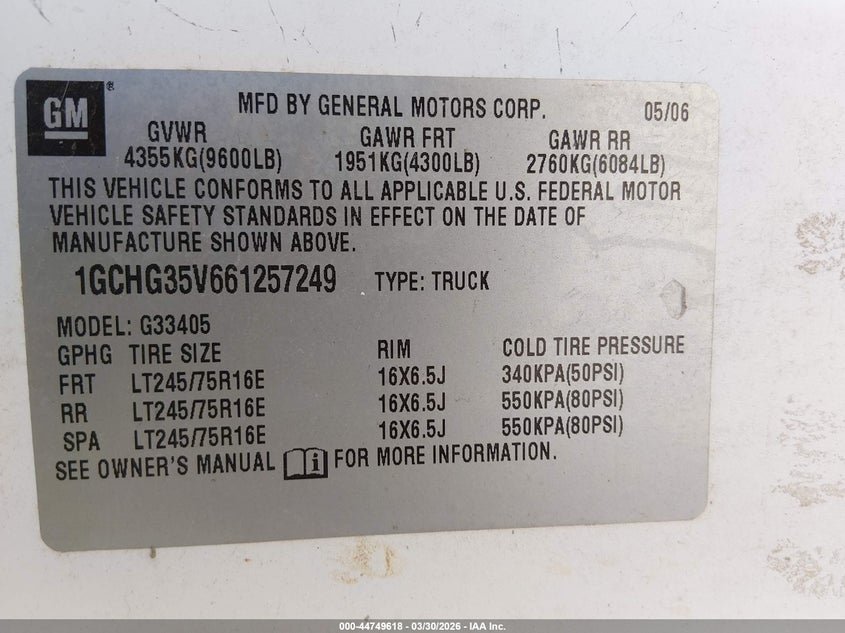 GM®
MFD BY GENERAL MOTORS CORP. 05/06
GVWR GAWR FRT GAWR RR
4355KG(9600LB) 1951KG(4300LB) 2760KG(6084LB)
THIS VEHICLE CONFORMS TO ALL APPLICABLE U.S. FEDERAL MOTOR
VEHICLE SAFETY STANDARDS IN EFFECT ON THE DATE OF
MANUFACTURE SHOWN ABOVE.
1GCHG35V661257249 TYPE: TRUCK
MODEL: G33405
GPHG TIRE SIZE RIM COLD TIRE PRESSURE
FRT LT245/75R16E 16X6.5J 340KPA(50PSI)
RR LT245/75R16E 16X6.5J 550KPA(80PSI)
SPA LT245/75R16E 16X6.5J 550KPA(80PSI)
SEE OWNER'S MANUAL i FOR MORE INFORMATION.
000-44749618 - 03/30/2026 - IAA Inc.